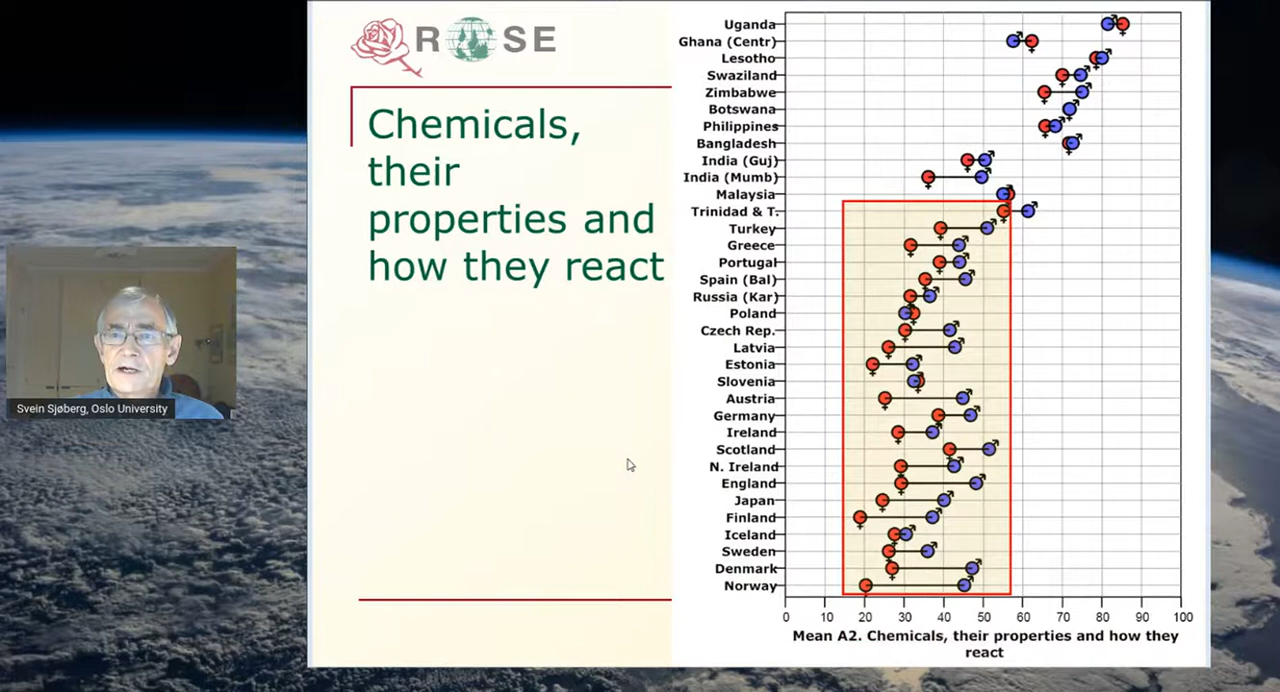 ROSE
Chemicals,
their
properties and
how they react
Uganda
Ghana (Centr)
Lesotho
Swaziland
Zimbabwe
Botswana
Philippines
Bangladesh
India (Guj)
India (Mumb)
Malaysia
Trinidad & T.
Turkey
Greece
Portugal
Spain (Bal)
Russia (Kar)
Poland
Czech Rep.
Latvia
Estonia
Slovenia
Austria
Germany
Ireland
Scotland
N. Ireland
England
Japan
Finland
Iceland
Sweden
Denmark
Norway
0 10 20 30 40 50 60 70 80 90 100
Mean A2. Chemicals, their properties and how they
react
Svein Sjøberg, Oslo University